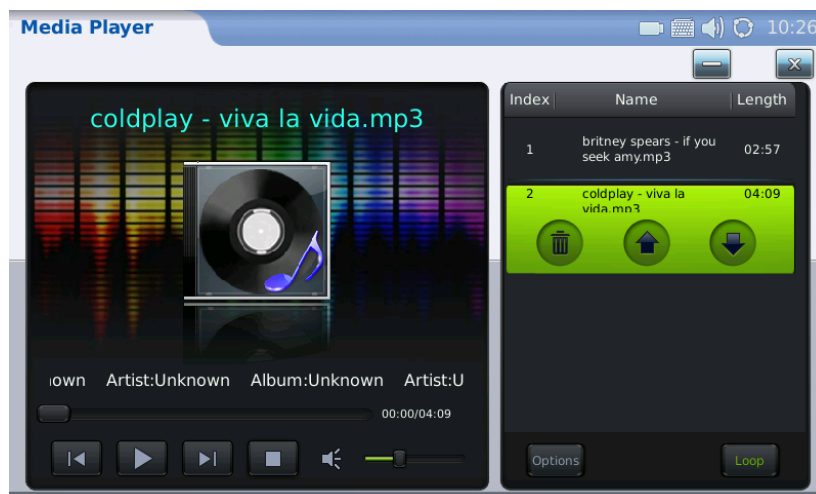 Media Player
10:26
coldplay - viva la vida.mp3
Index Name Length
1 britney spears - if you seek amy.mp3 02:57
2 coldplay - viva la vida.mp3 04:09
own Artist:Unknown Album:Unknown Artist:U
00:00/04:09
Options
Loop